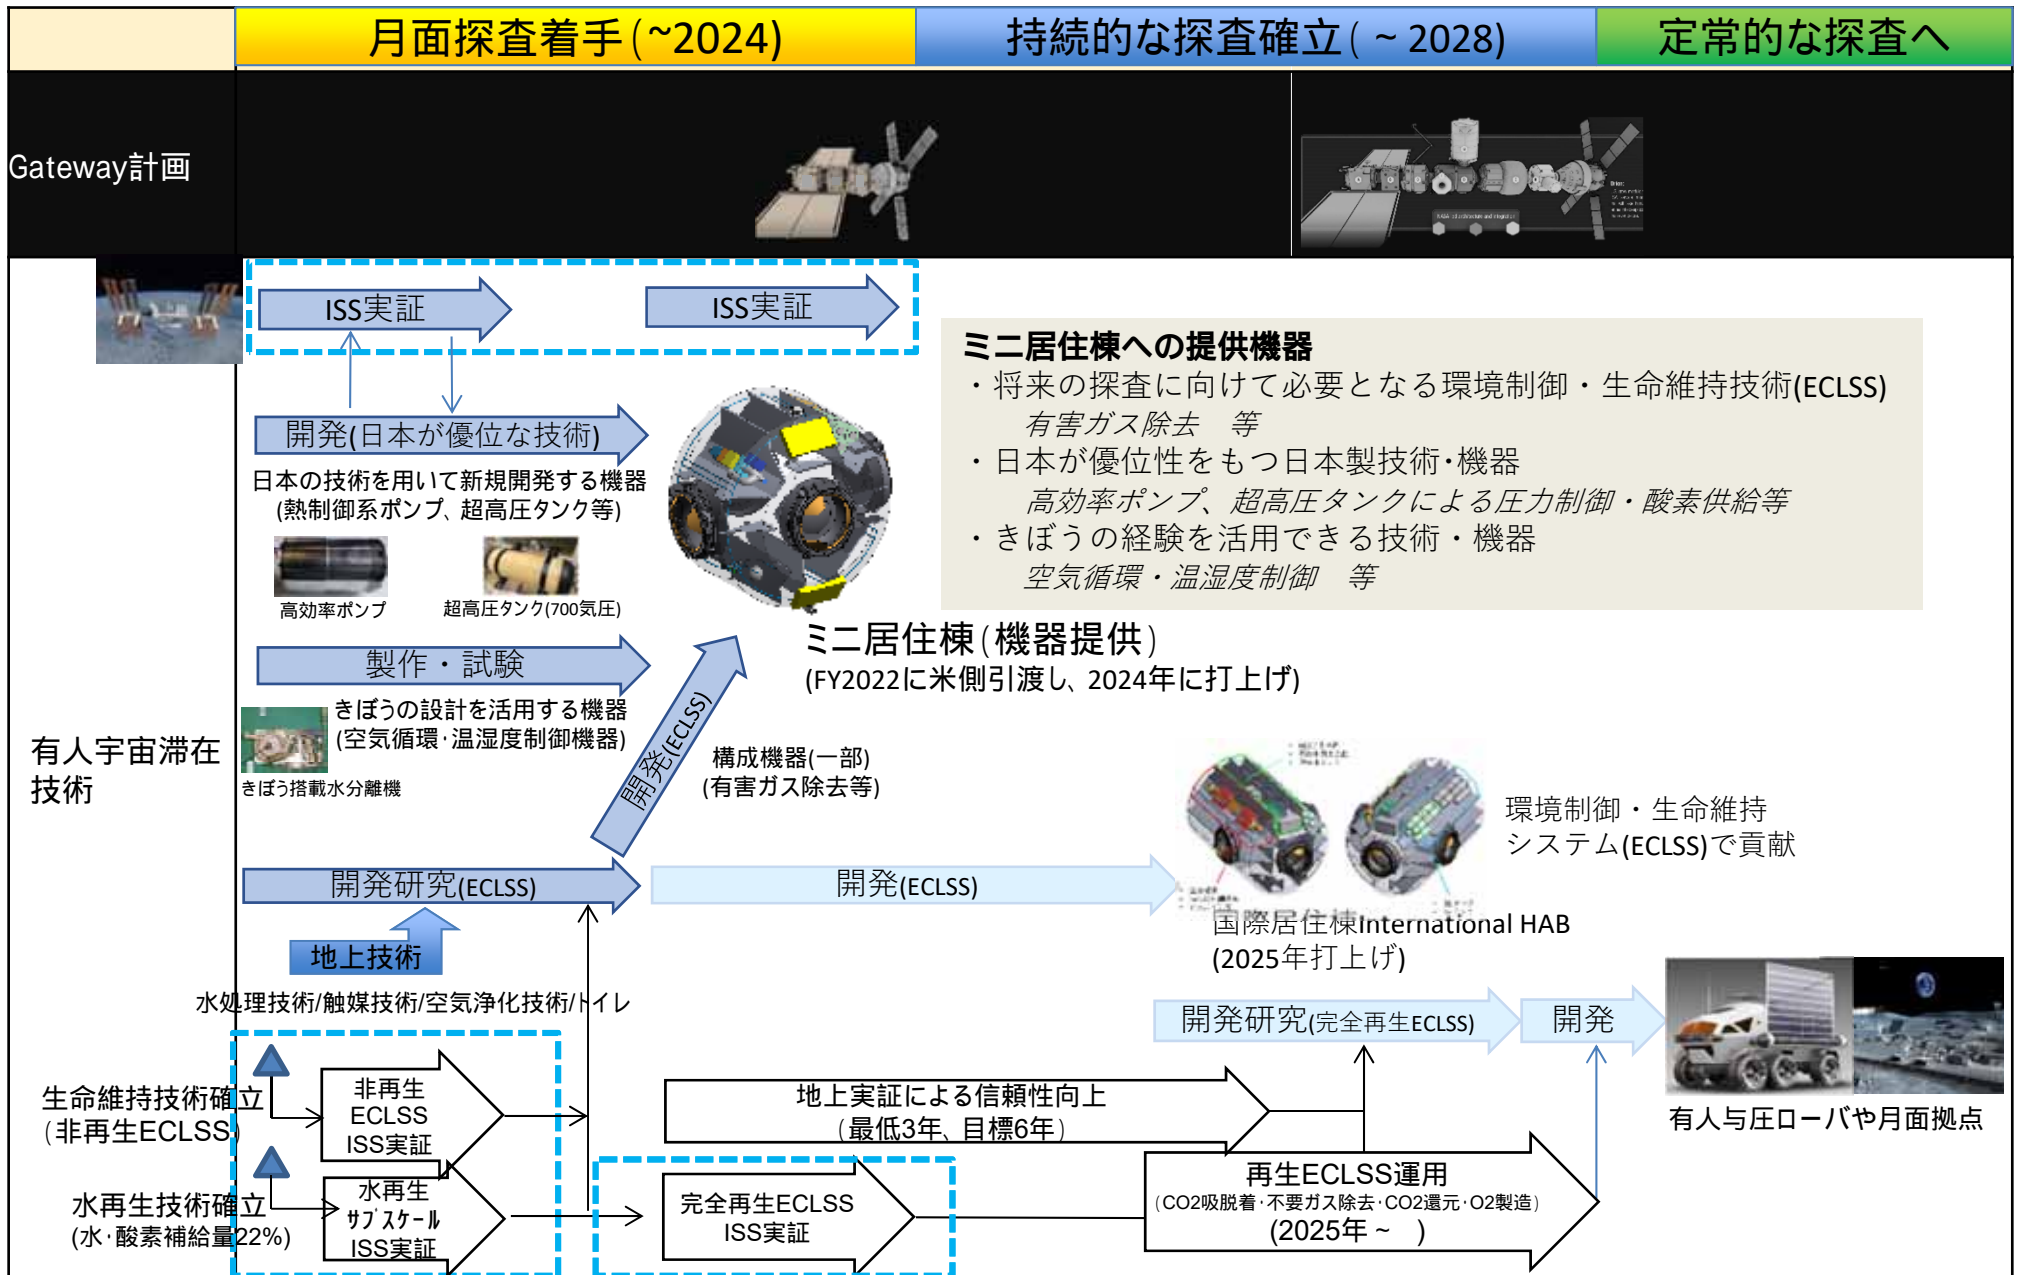 月面探査着手(~2024)
持続的な探査確立( ~ 2028)
定常的な探査へ
Gateway計画
NASA led architecture and integration
ISS実証
ISS実証
ミニ居住棟への提供機器
・将来の探査に向けて必要となる環境制御・生命維持技術(ECLSS)
有害ガス除去　等
・日本が優位性をもつ日本製技術・機器
高効率ポンプ、超高圧タンクによる圧力制御・酸素供給等
・きぼうの経験を活用できる技術・機器
空気循環・温湿度制御　等
開発(日本が優位な技術)
日本の技術を用いて新規開発する機器
(熱制御系ポンプ、超高圧タンク等)
高効率ポンプ
超高圧タンク(700気圧)
ミニ居住棟(機器提供)
(FY2022に米側引渡し、2024年に打上げ)
製作・試験
きぼうの設計を活用する機器
(空気循環・温湿度制御機器)
きぼう搭載水分離機
有人宇宙滞在
技術
開発(ECLSS)
構成機器(一部)
(有害ガス除去等)
環境制御・生命維持
システム(ECLSS)で貢献
開発研究(ECLSS)
開発(ECLSS)
国際居住棟International HAB
(2025年打上げ)
地上技術
水処理技術/触媒技術/空気浄化技術/トイレ
開発研究(完全再生ECLSS)
開発
有人与圧ローバや月面拠点
生命維持技術確立
(非再生ECLSS)
非再生
ECLSS
ISS実証
地上実証による信頼性向上
(最低3年、目標6年)
水再生技術確立
(水・酸素補給量22%)
水再生
サブスケール
ISS実証
完全再生ECLSS
ISS実証
再生ECLSS運用
(CO2吸脱着・不要ガス除去・CO2還元・O2製造)
(2025年 ~ )